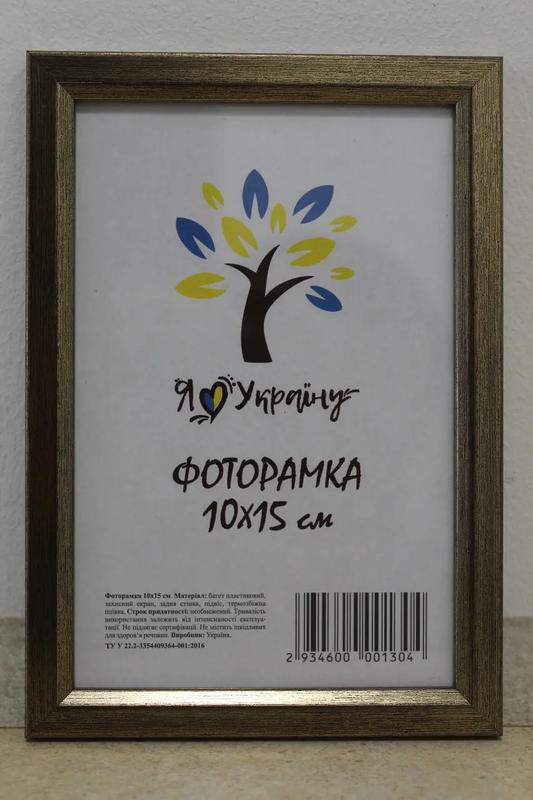 Я Україну
ФОТОРАМКА
10х15 см
Фоторамка 10х15 см. Матеріал: багет пластиковий,
захисний екран, задня стінка, підвіс, термозбіжна
плівка. Строк придатності: необмежений. Тривалість
використання залежить від інтенсивності експлуа-
тації. Не підлягає сертифікації. Не містить шкідливих
для здоров'я речовин. Виробник: Україна.
ТУ У 22.2-3354409364-001:2016
2 934600 001304